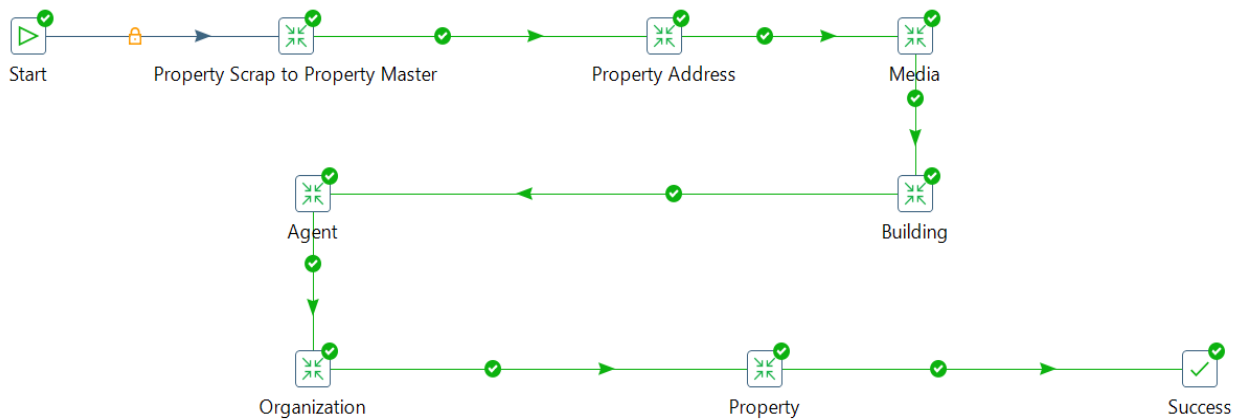 Start
Property Scrap to Property Master
Property Address
Media
Agent
Building
Organization
Property
Success